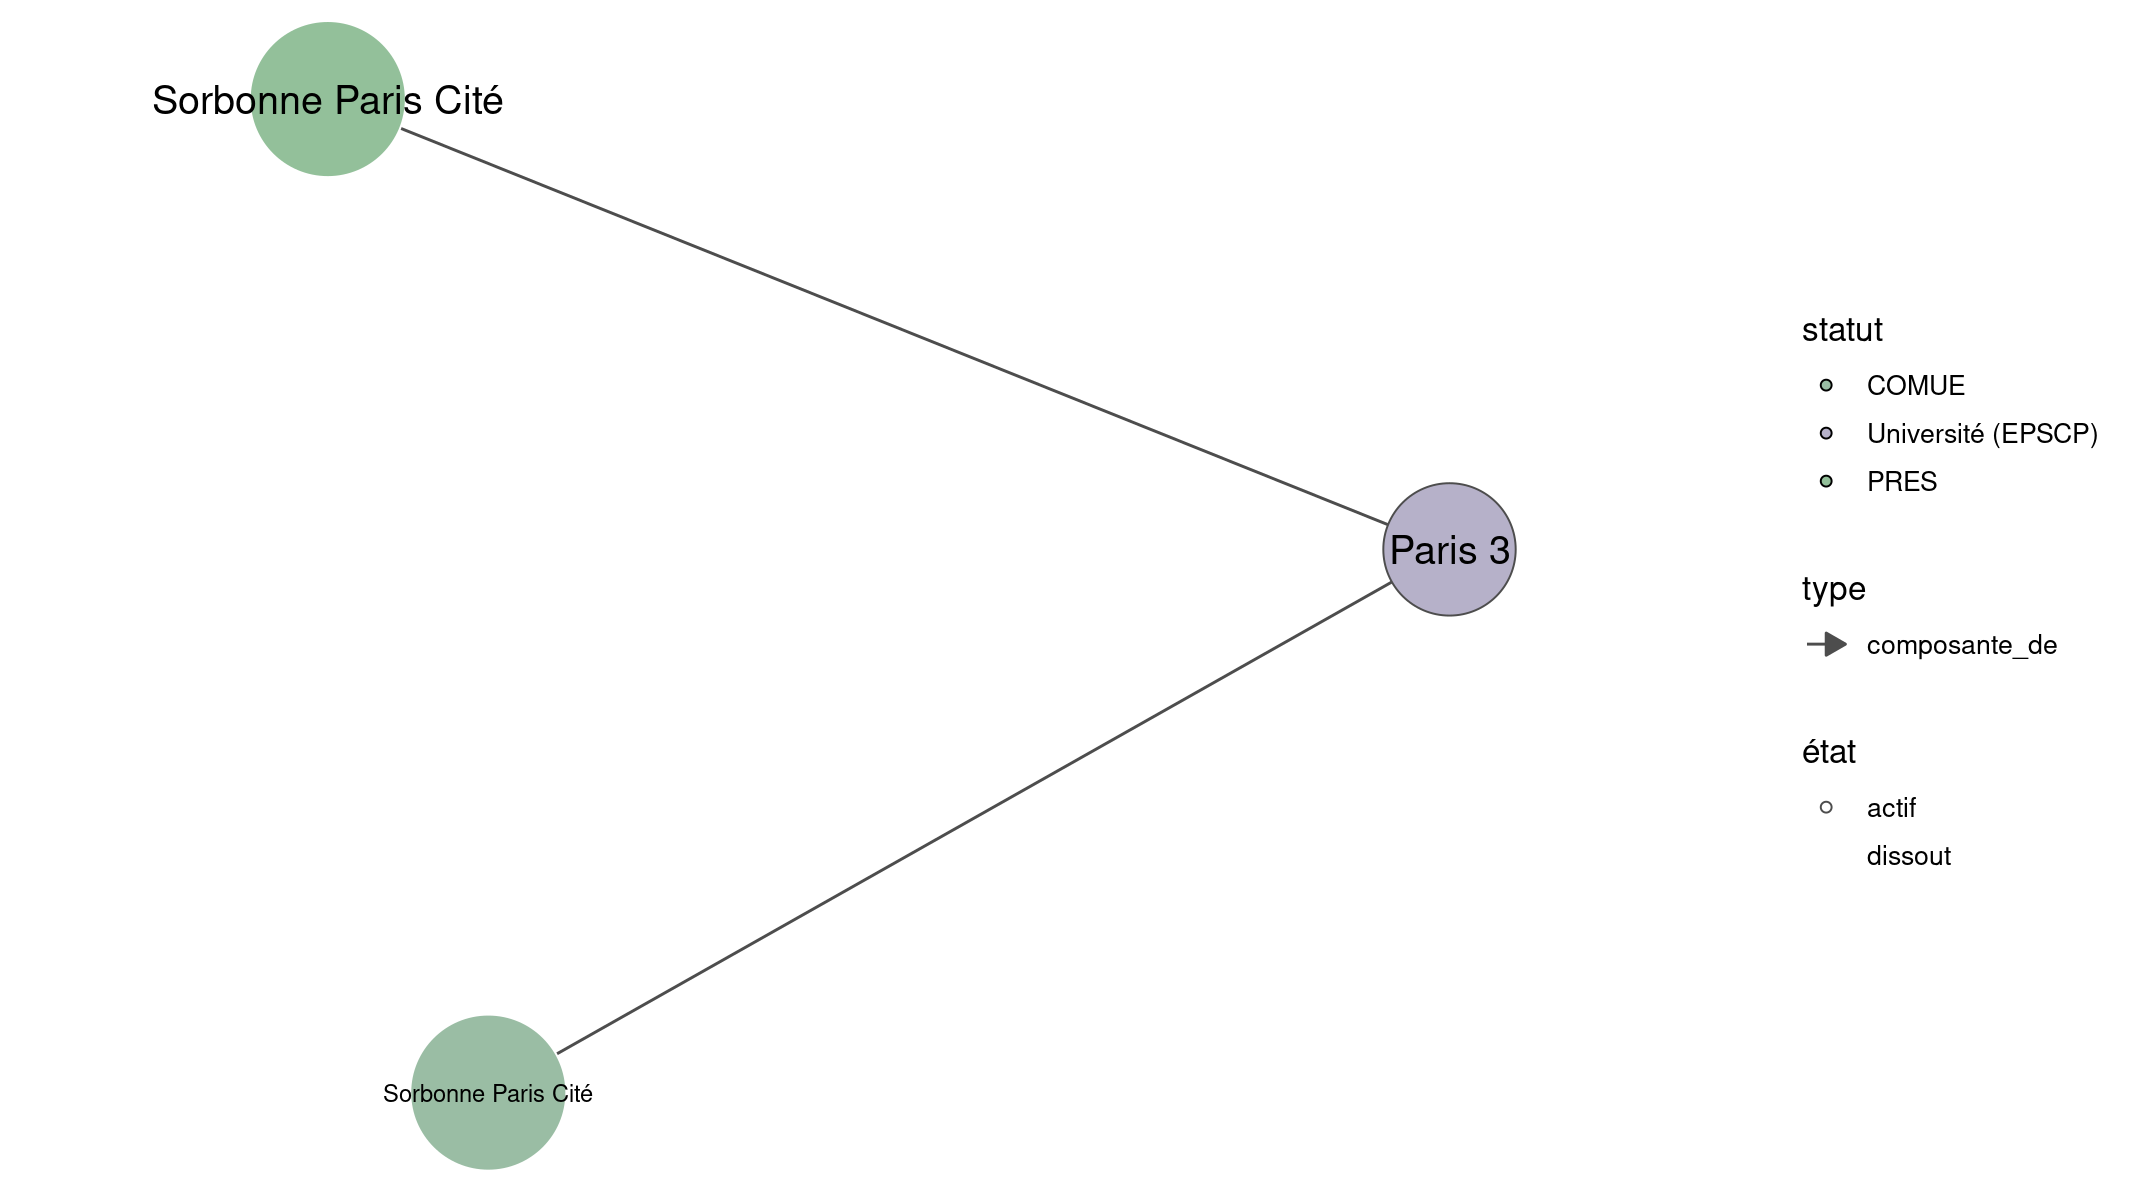 Sorbonne Paris Cité
Paris 3
Sorbonne Paris Cité
statut
COMUE
Université (EPSCP)
PRES
type
composante_de
état
actif
dissout